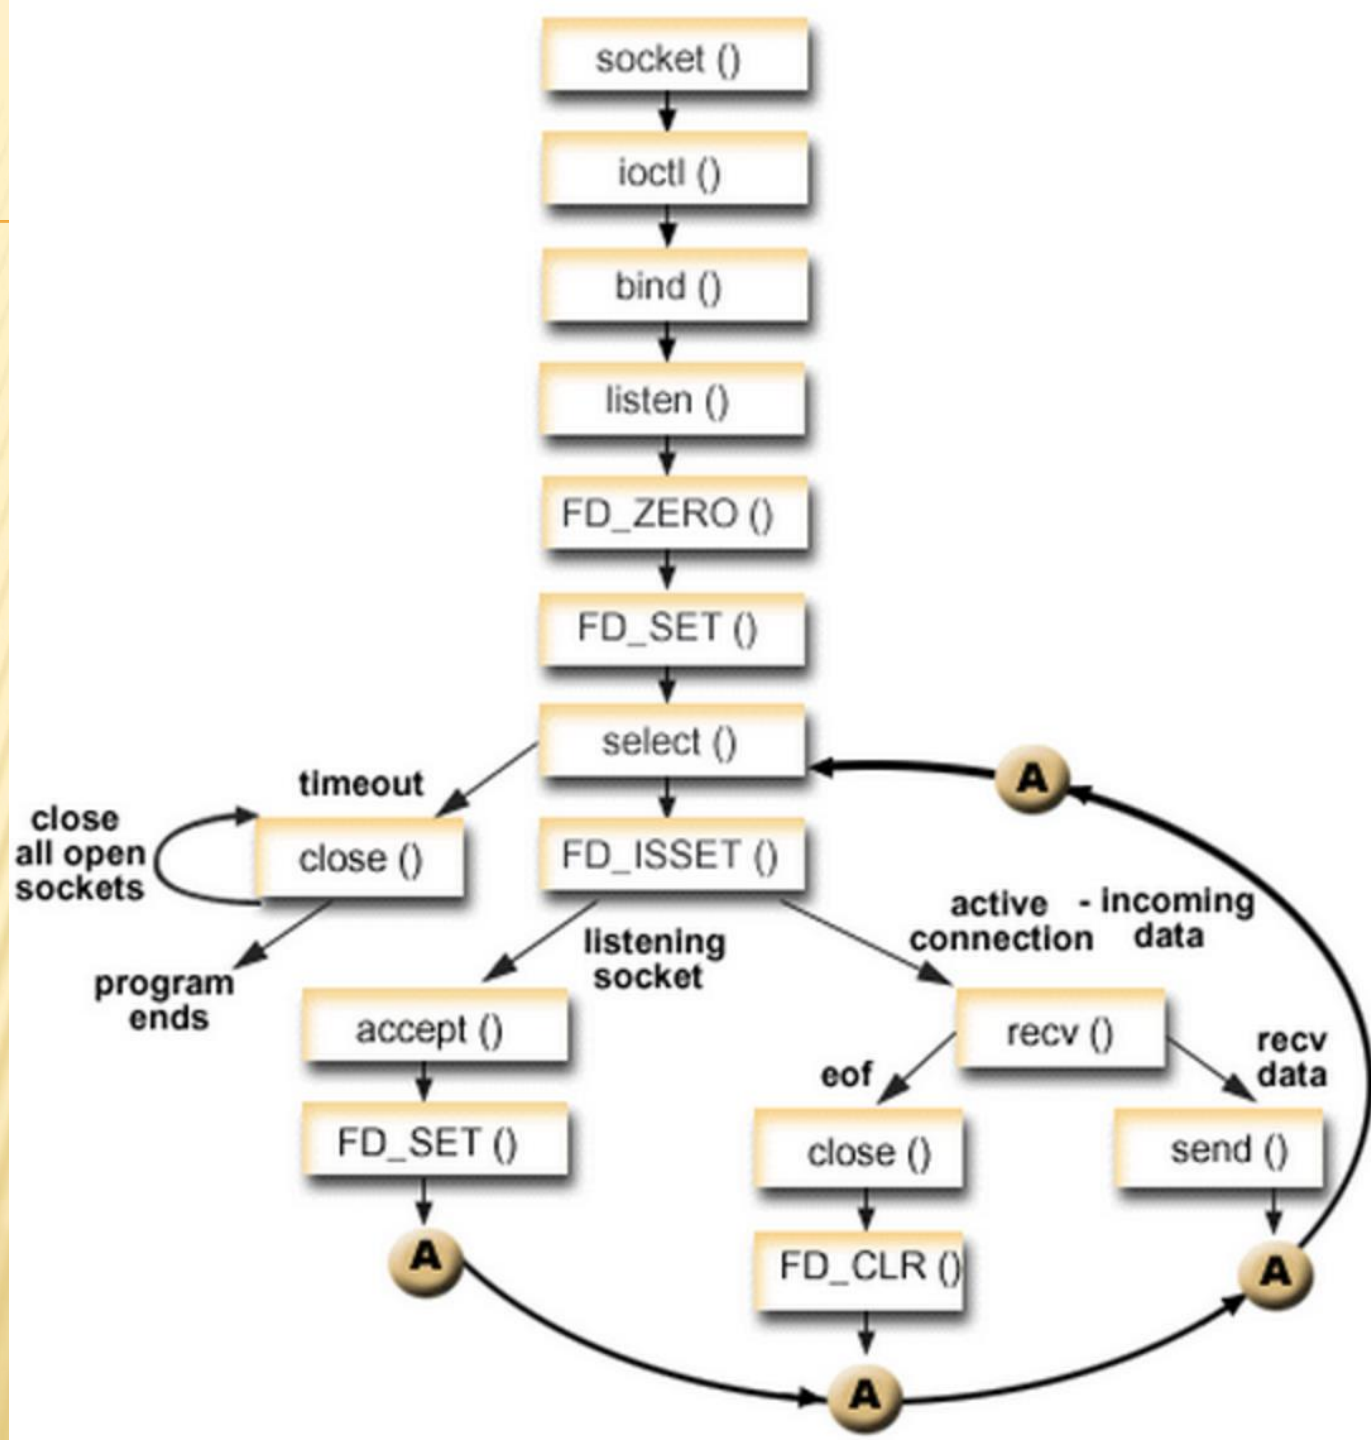 socket ()
ioctl ()
bind ()
listen ()
FD_ZERO ()
FD_SET ()
select ()
A
timeout
close
all open
sockets
close ()
FD_ISSET ()
program
ends
listening
socket
active - incoming
connection data
accept ()
recv ()
eof
recv
data
FD_SET ()
close ()
send ()
A
FD_CLR ()
A
A